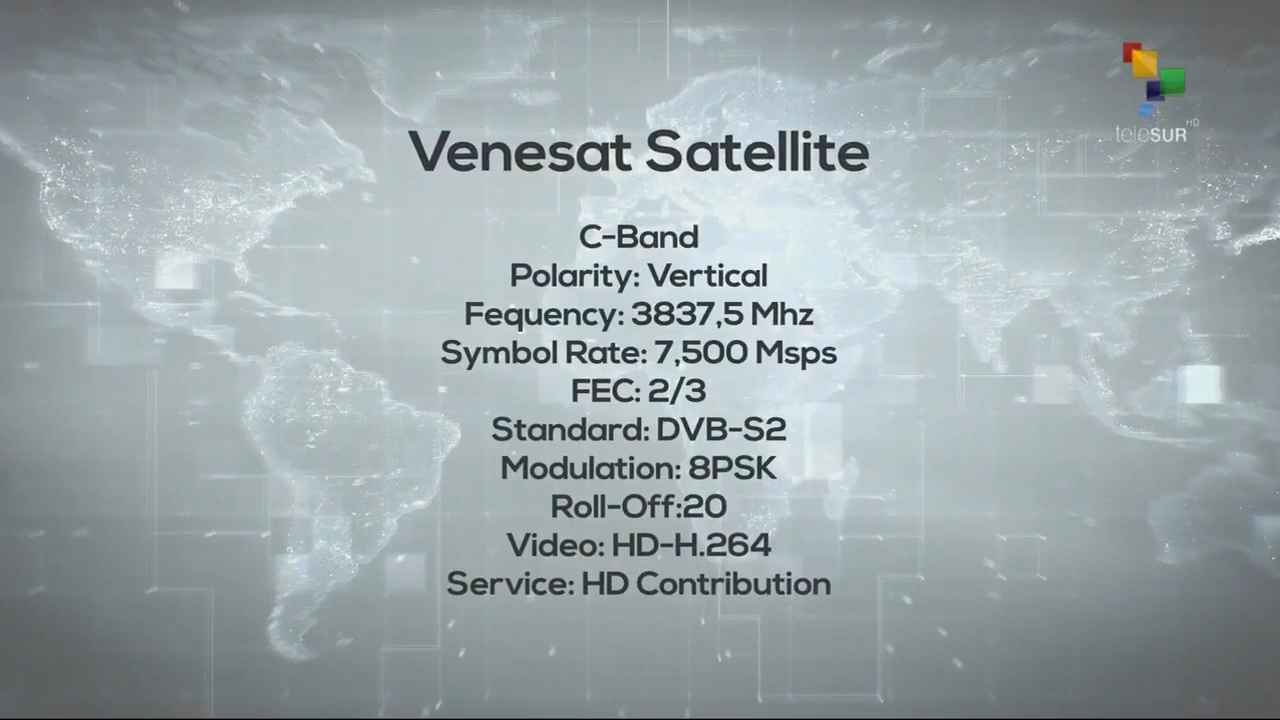 Venesat Satellite
C-Band
Polarity: Vertical
Fequency: 3837,5 Mhz
Symbol Rate: 7,500 Msps
FEC: 2/3
Standard: DVB-S2
Modulation: 8PSK
Roll-Off:20
Video: HD-H.264
Service: HD Contribution
teleSUR HD